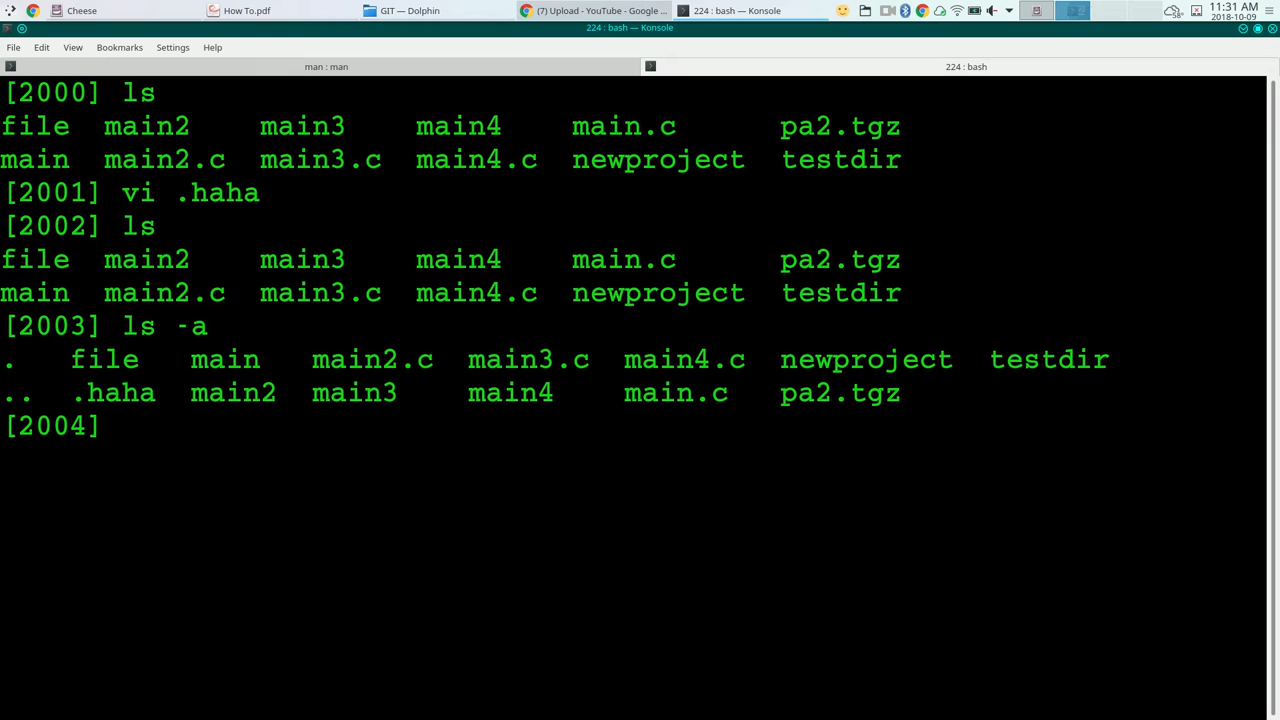 Cheese How To.pdf GIT — Dolphin (7) Upload - YouTube - Google ... 224 : bash — Konsole 58° 11:31 AM
2018-10-09
224 : bash — Konsole
File Edit View Bookmarks Settings Help
man : man 224 : bash
[2000] ls
file main2 main3 main4 main.c pa2.tgz
main main2.c main3.c main4.c newproject testdir
[2001] vi .haha
[2002] ls
file main2 main3 main4 main.c pa2.tgz
main main2.c main3.c main4.c newproject testdir
[2003] ls -a
. file main main2.c main3.c main4.c newproject testdir
.. .haha main2 main3 main4 main.c pa2.tgz
[2004]